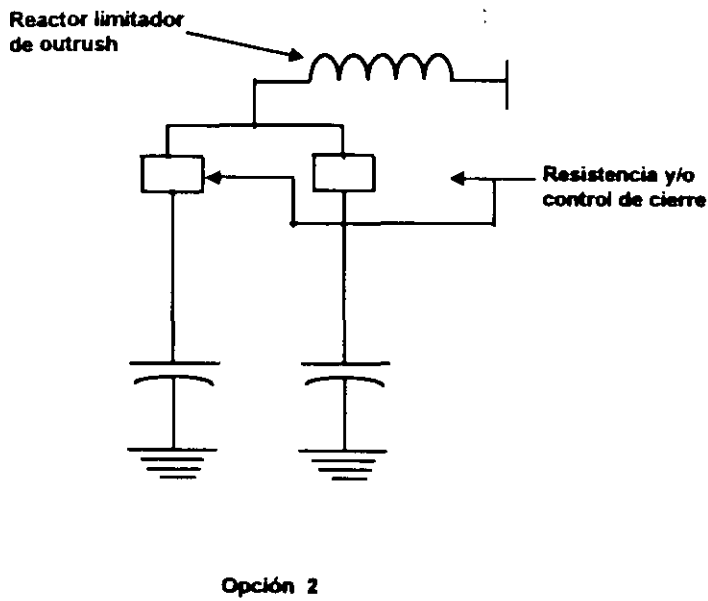 Reactor limitador
de outrush
Resistencia y/o
control de cierre
Opción 2